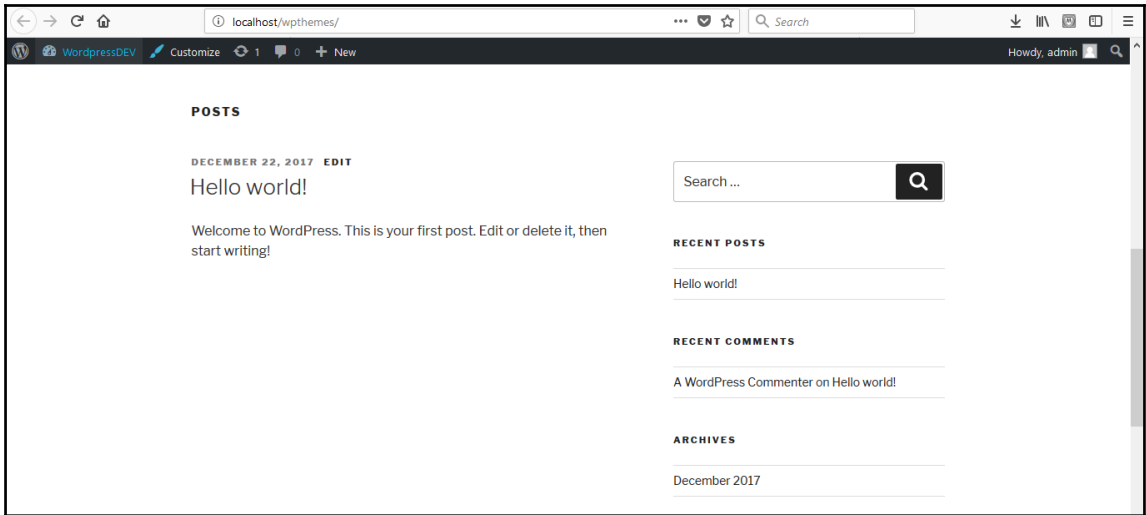 localhost/wpthemes/
Search
WordpressDEV Customize 1 0 New Howdy, admin
POSTS
DECEMBER 22, 2017 EDIT
Hello world!
Welcome to WordPress. This is your first post. Edit or delete it, then
start writing!
Search ...
RECENT POSTS
Hello world!
RECENT COMMENTS
A WordPress Commenter on Hello world!
ARCHIVES
December 2017